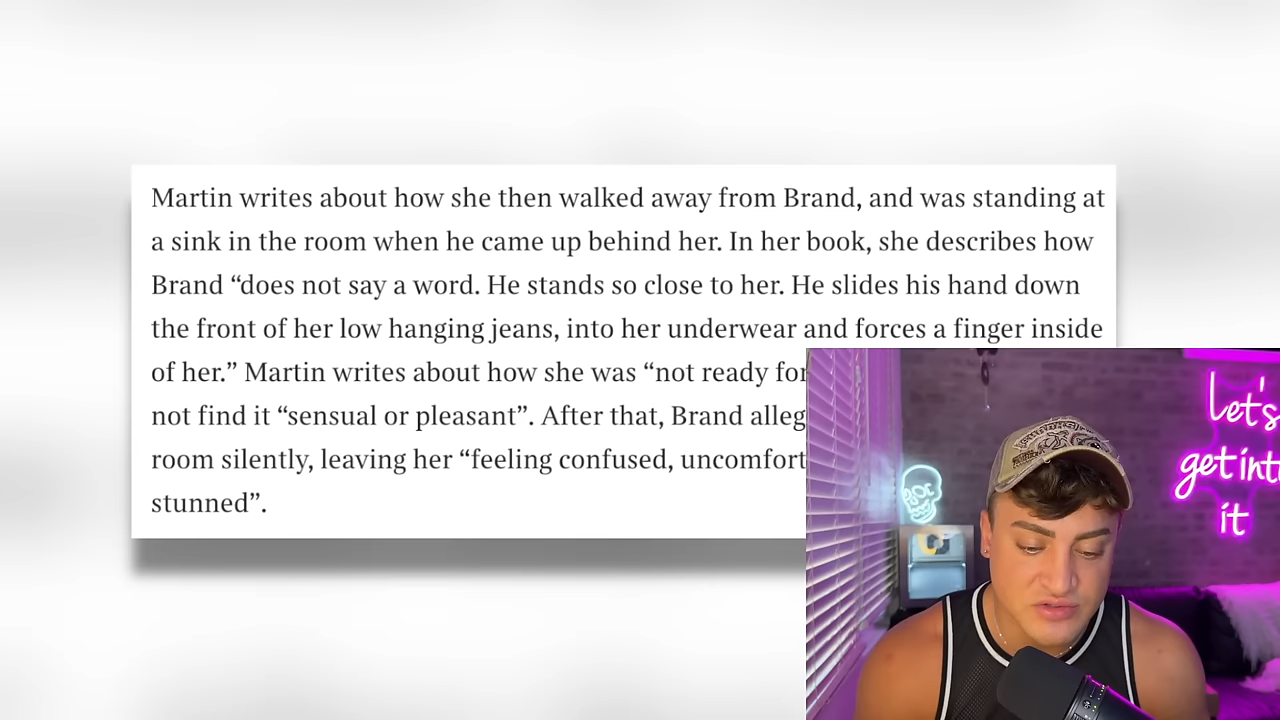 Martin writes about how she then walked away from Brand, and was standing at
a sink in the room when he came up behind her. In her book, she describes how
Brand “does not say a word. He stands so close to her. He slides his hand down
the front of her low hanging jeans, into her underwear and forces a finger inside
of her.” Martin writes about how she was “not ready for
not find it “sensual or pleasant”. After that, Brand
room silently, leaving her “feeling confused,
stunned”.
Let's
get
it